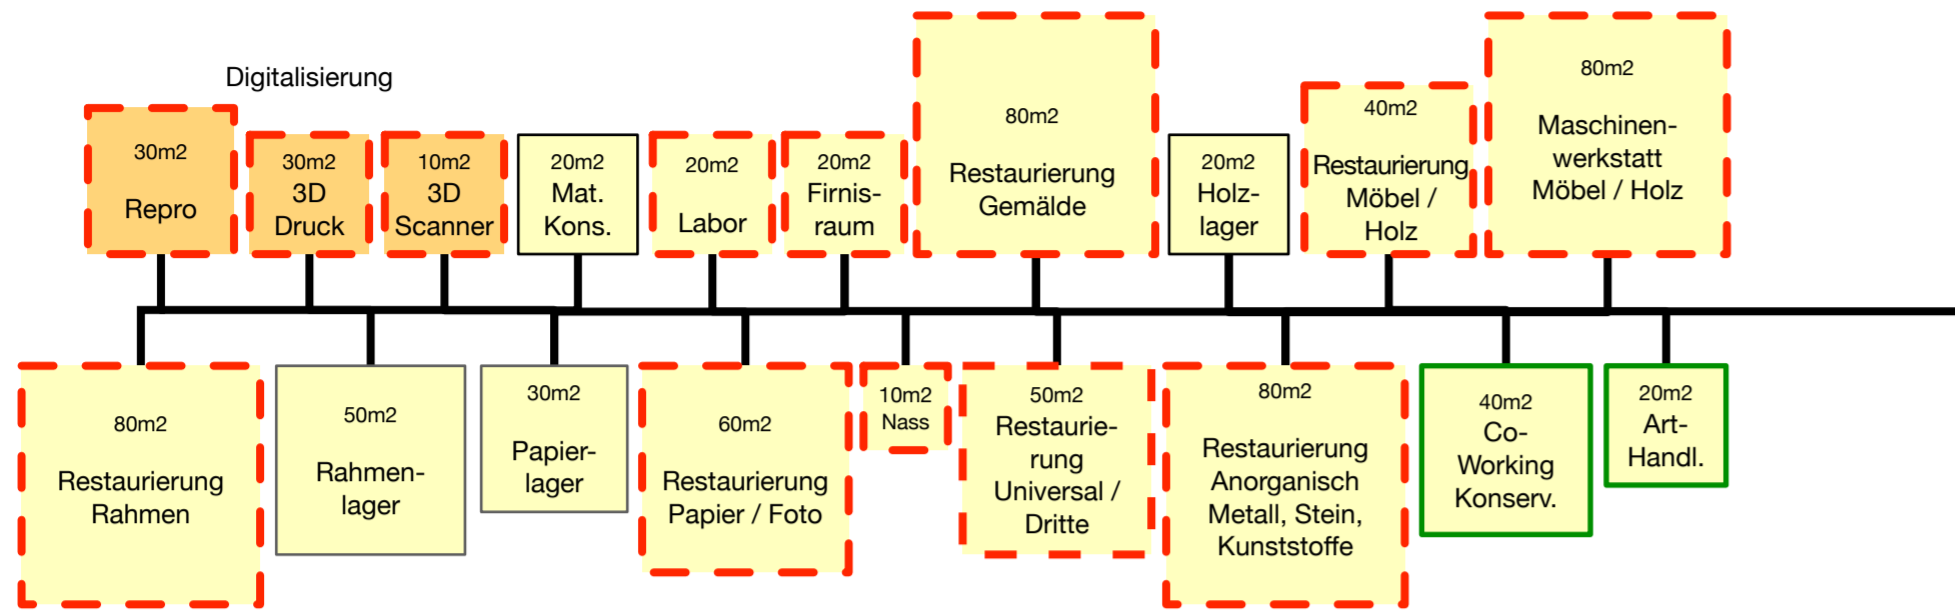 Digitalisierung
30m2
Repro
30m2
3D
Druck
10m2
3D
Scanner
20m2
Mat.
Kons.
20m2
Labor
20m2
Firnis-
raum
80m2
Restaurierung
Gemälde
20m2
Holz-
lager
40m2
Restaurierung
Möbel /
Holz
80m2
Maschinen-
werkstatt
Möbel / Holz
80m2
Restaurierung
Rahmen
50m2
Rahmen-
lager
30m2
Papier-
lager
60m2
Restaurierung
Papier / Foto
10m2
Nass
50m2
Restaurie-
rung
Universal /
Dritte
80m2
Restaurierung
Anorganisch
Metall, Stein,
Kunststoffe
40m2
Co-
Working
Konserv.
20m2
Art-
Handl.